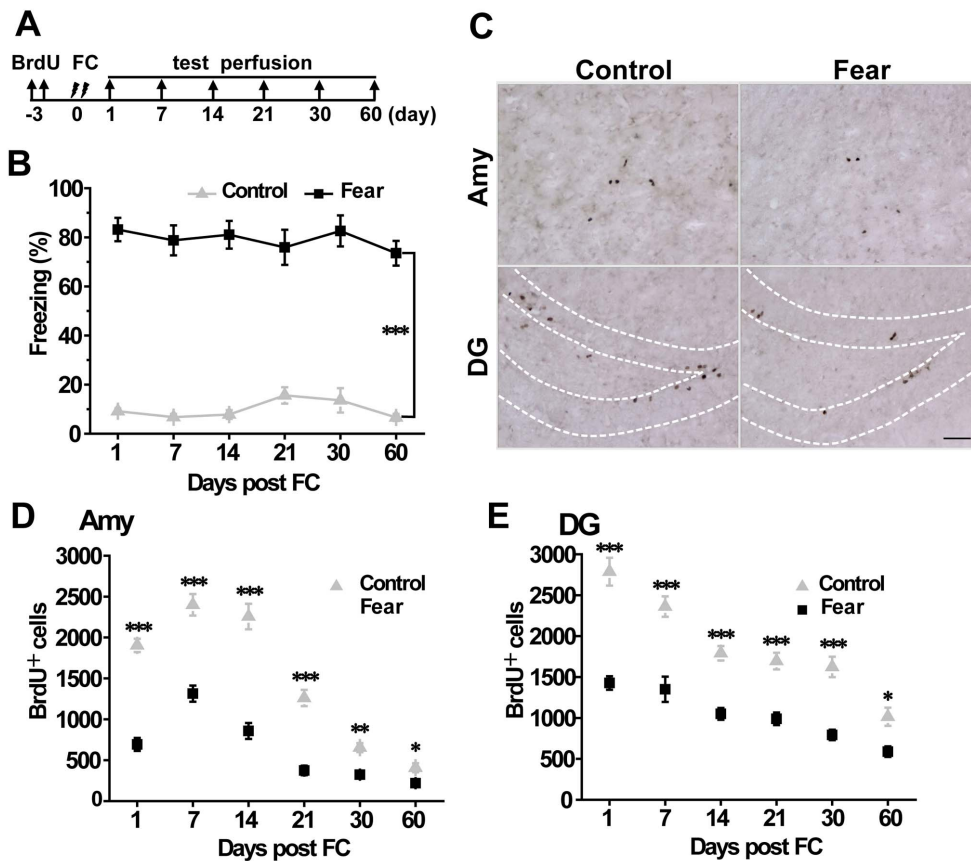 A
BrdU FC test perfusion
-3 0 1 7 14 21 30 60 (day)
B
Control Fear
Freezing (%)
100
80
60
40
20
0
***
1 7 14 21 30 60
Days post FC
C
Control Fear
Amy
DG
D Amy
BrdU+ cells
3000
2500
2000
1500
1000
500
0
Control
Fear
*** *** *** *** ** *
1 7 14 21 30 60
Days post FC
E DG
BrdU+ cells
3000
2500
2000
1500
1000
500
0
Control
Fear
*** *** *** *** *** *
1 7 14 21 30 60
Days post FC